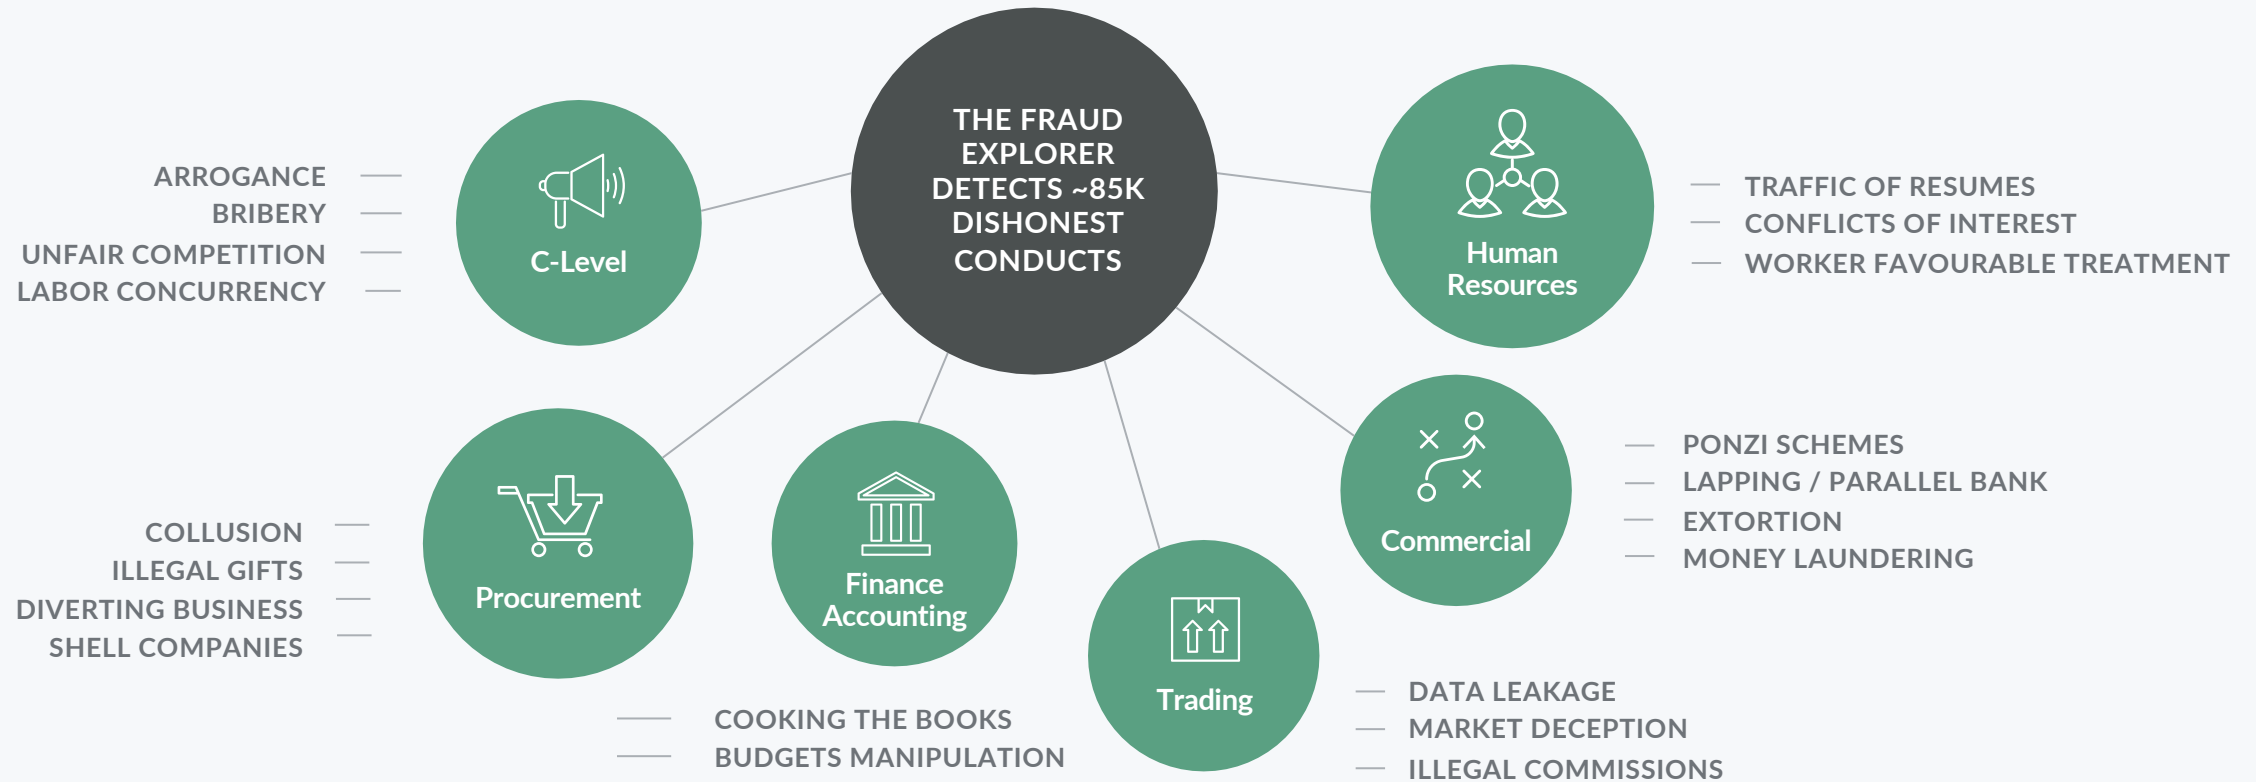 THE FRAUD
EXPLORER
DETECTS ~85K
DISHONEST
CONDUCTS
C-Level
ARROGANCE
BRIBERY
UNFAIR COMPETITION
LABOR CONCURRENCY
Human
Resources
TRAFFIC OF RESUMES
CONFLICTS OF INTEREST
WORKER FAVOURABLE TREATMENT
Procurement
COLLUSION
ILLEGAL GIFTS
DIVERTING BUSINESS
SHELL COMPANIES
Finance
Accounting
COOKING THE BOOKS
BUDGETS MANIPULATION
Trading
DATA LEAKAGE
MARKET DECEPTION
ILLEGAL COMMISSIONS
Commercial
PONZI SCHEMES
LAPPING / PARALLEL BANK
EXTORTION
MONEY LAUNDERING